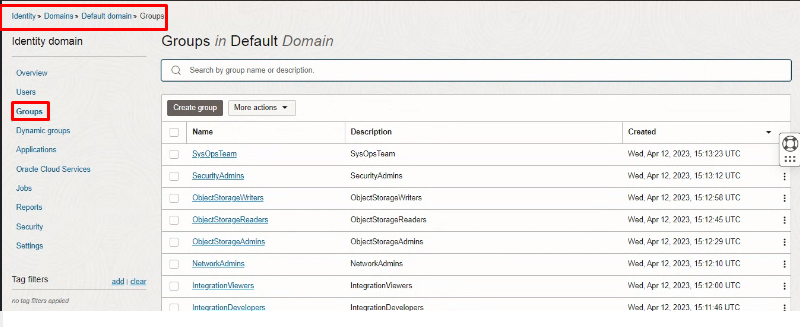 Identity » Domains » Default domain » Groups
Identity domain
Overview
Users
Groups
Dynamic groups
Applications
Oracle Cloud Services
Jobs
Reports
Security
Settings
Tag filters add | clear
no tag filters applied
Groups in Default Domain
Search by group name or description.
Create group More actions
Name Description Created
SysOpsTeam SysOpsTeam Wed, Apr 12, 2023, 15:13:23 UTC
SecurityAdmins SecurityAdmins Wed, Apr 12, 2023, 15:13:12 UTC
ObjectStorageWriters ObjectStorageWriters Wed, Apr 12, 2023, 15:12:58 UTC
ObjectStorageReaders ObjectStorageReaders Wed, Apr 12, 2023, 15:12:45 UTC
ObjectStorageAdmins ObjectStorageAdmins Wed, Apr 12, 2023, 15:12:29 UTC
NetworkAdmins NetworkAdmins Wed, Apr 12, 2023, 15:12:10 UTC
IntegrationViewers IntegrationViewers Wed, Apr 12, 2023, 15:12:00 UTC
IntegrationDevelopers IntegrationDevelopers Wed, Apr 12, 2023, 15:11:46 UTC